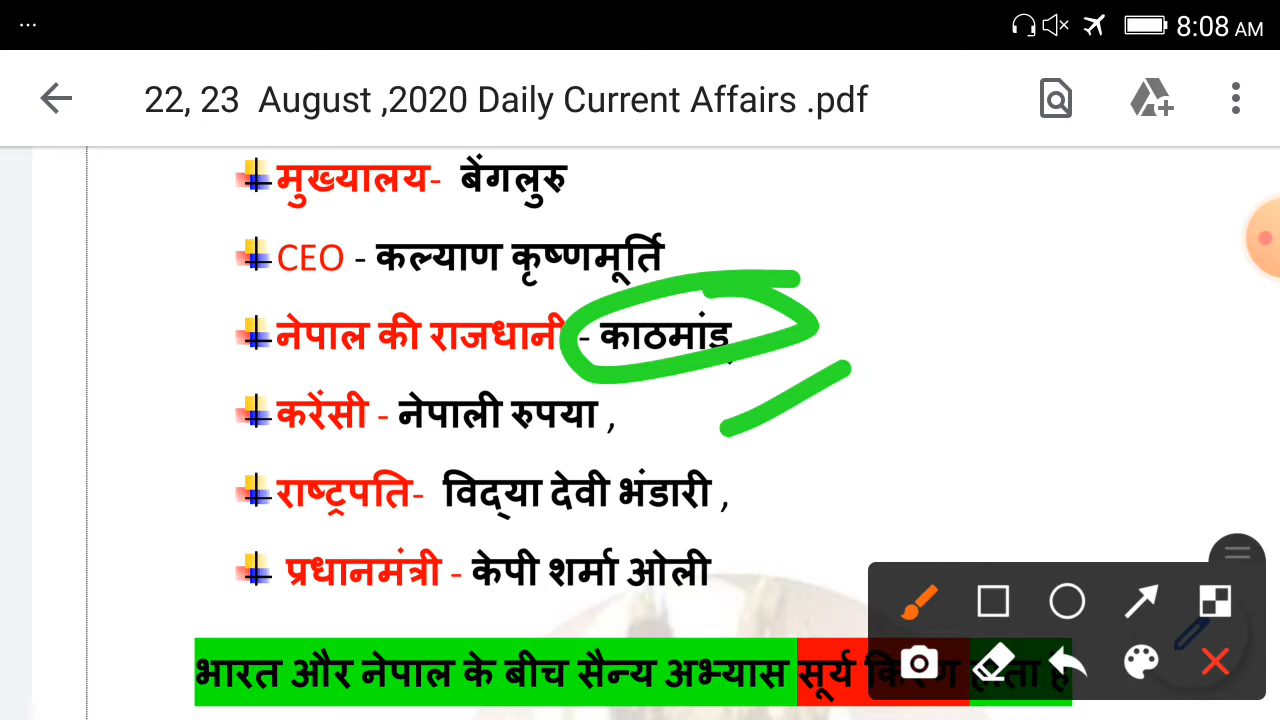 ...
8:08 AM
22, 23 August ,2020 Daily Current Affairs .pdf
मुख्यालय- बेंगलुरु
CEO - कल्याण कृष्णमूर्ति
नेपाल की राजधानी - काठमांडू
करेंसी - नेपाली रुपया ,
राष्ट्रपति- विद्या देवी भंडारी ,
प्रधानमंत्री - केपी शर्मा ओली
भारत और नेपाल के बीच सैन्य अभ्यास सूर्य किरण होता है